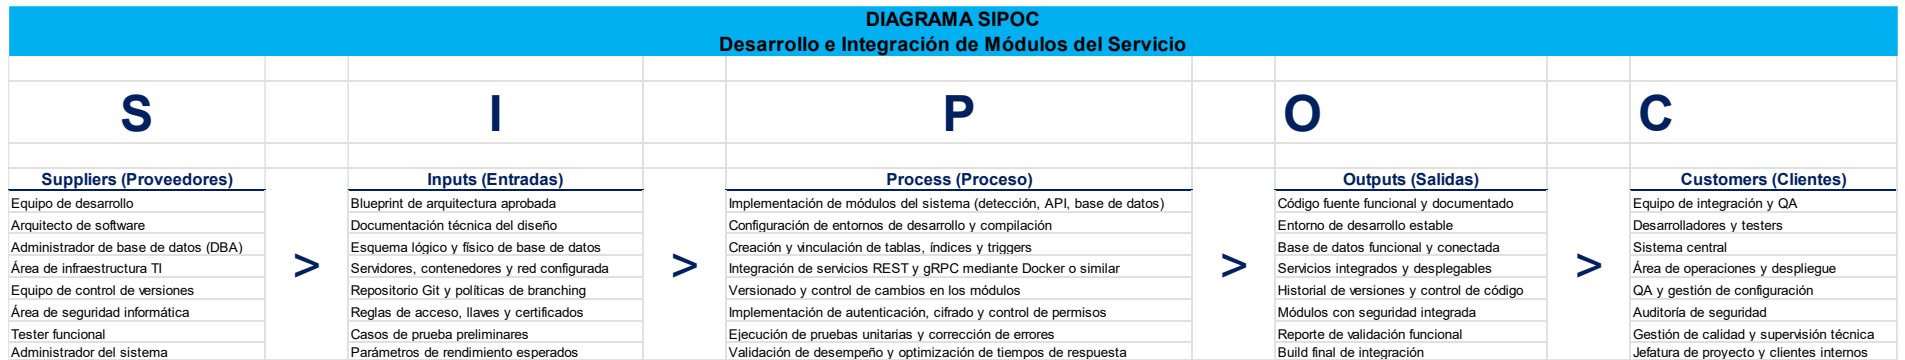 DIAGRAMA SIPOC
Desarrollo e Integración de Módulos del Servicio
S I P O C
Suppliers (Proveedores) Inputs (Entradas) Process (Proceso) Outputs (Salidas) Customers (Clientes)
Equipo de desarrollo Blueprint de arquitectura aprobada Implementación de módulos del sistema (detección, API, base de datos) Código fuente funcional y documentado Equipo de integración y QA
Arquitecto de software Documentación técnica del diseño Configuración de entornos de desarrollo y compilación Entorno de desarrollo estable Desarrolladores y testers
Administrador de base de datos (DBA) Esquema lógico y físico de base de datos Creación y vinculación de tablas, índices y triggers Base de datos funcional y conectada Sistema central
Área de infraestructura TI > Servidores, contenedores y red configurada > Integración de servicios REST y gRPC mediante Docker o similar > Servicios integrados y desplegables > Área de operaciones y despliegue
Equipo de control de versiones Repositorio Git y políticas de branching Versionado y control de cambios en los módulos Historial de versiones y control de código QA y gestión de configuración
Área de seguridad informática Reglas de acceso, llaves y certificados Implementación de autenticación, cifrado y control de permisos Módulos con seguridad integrada Auditoría de seguridad
Tester funcional Casos de prueba preliminares Ejecución de pruebas unitarias y corrección de errores Reporte de validación funcional Gestión de calidad y supervisión técnica
Administrador del sistema Parámetros de rendimiento esperados Validación de desempeño y optimización de tiempos de respuesta Build final de integración Jefatura de proyecto y clientes internos